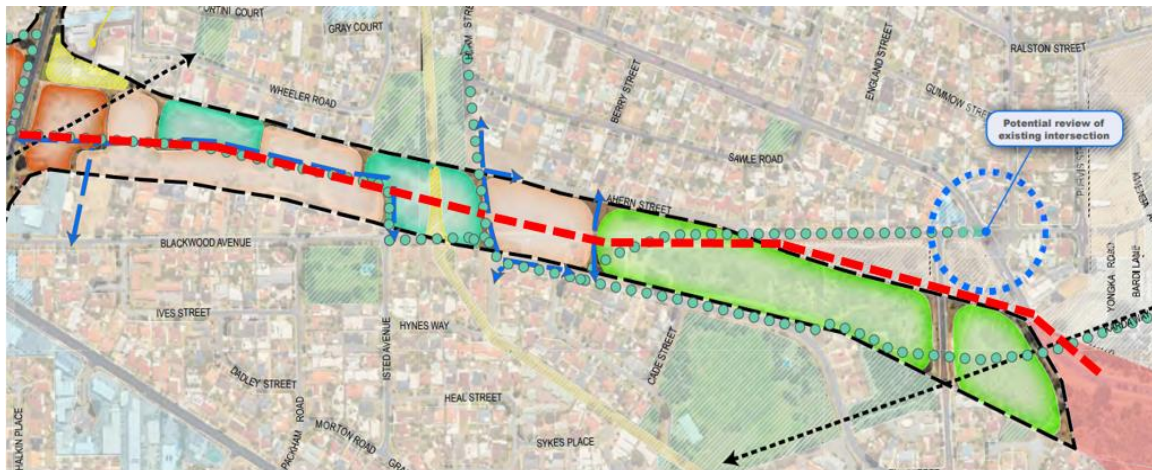 GRAY COURT
WHEELER ROAD
BERRY STREET
ENGLAND STREET
RALSTON STREET
GUMMOW STREET
Potential review of
existing intersection
SAWLE ROAD
AHERN STREET
BLACKWOOD AVENUE
YONGKA ROAD
BARDI LANE
IVES STREET
HYNES WAY
ISTED AVENUE
CADE STREET
DADLEY STREET
HEAL STREET
PACKHAM ROAD
MORTON ROAD
SYKES PLACE
HALKIN PLACE